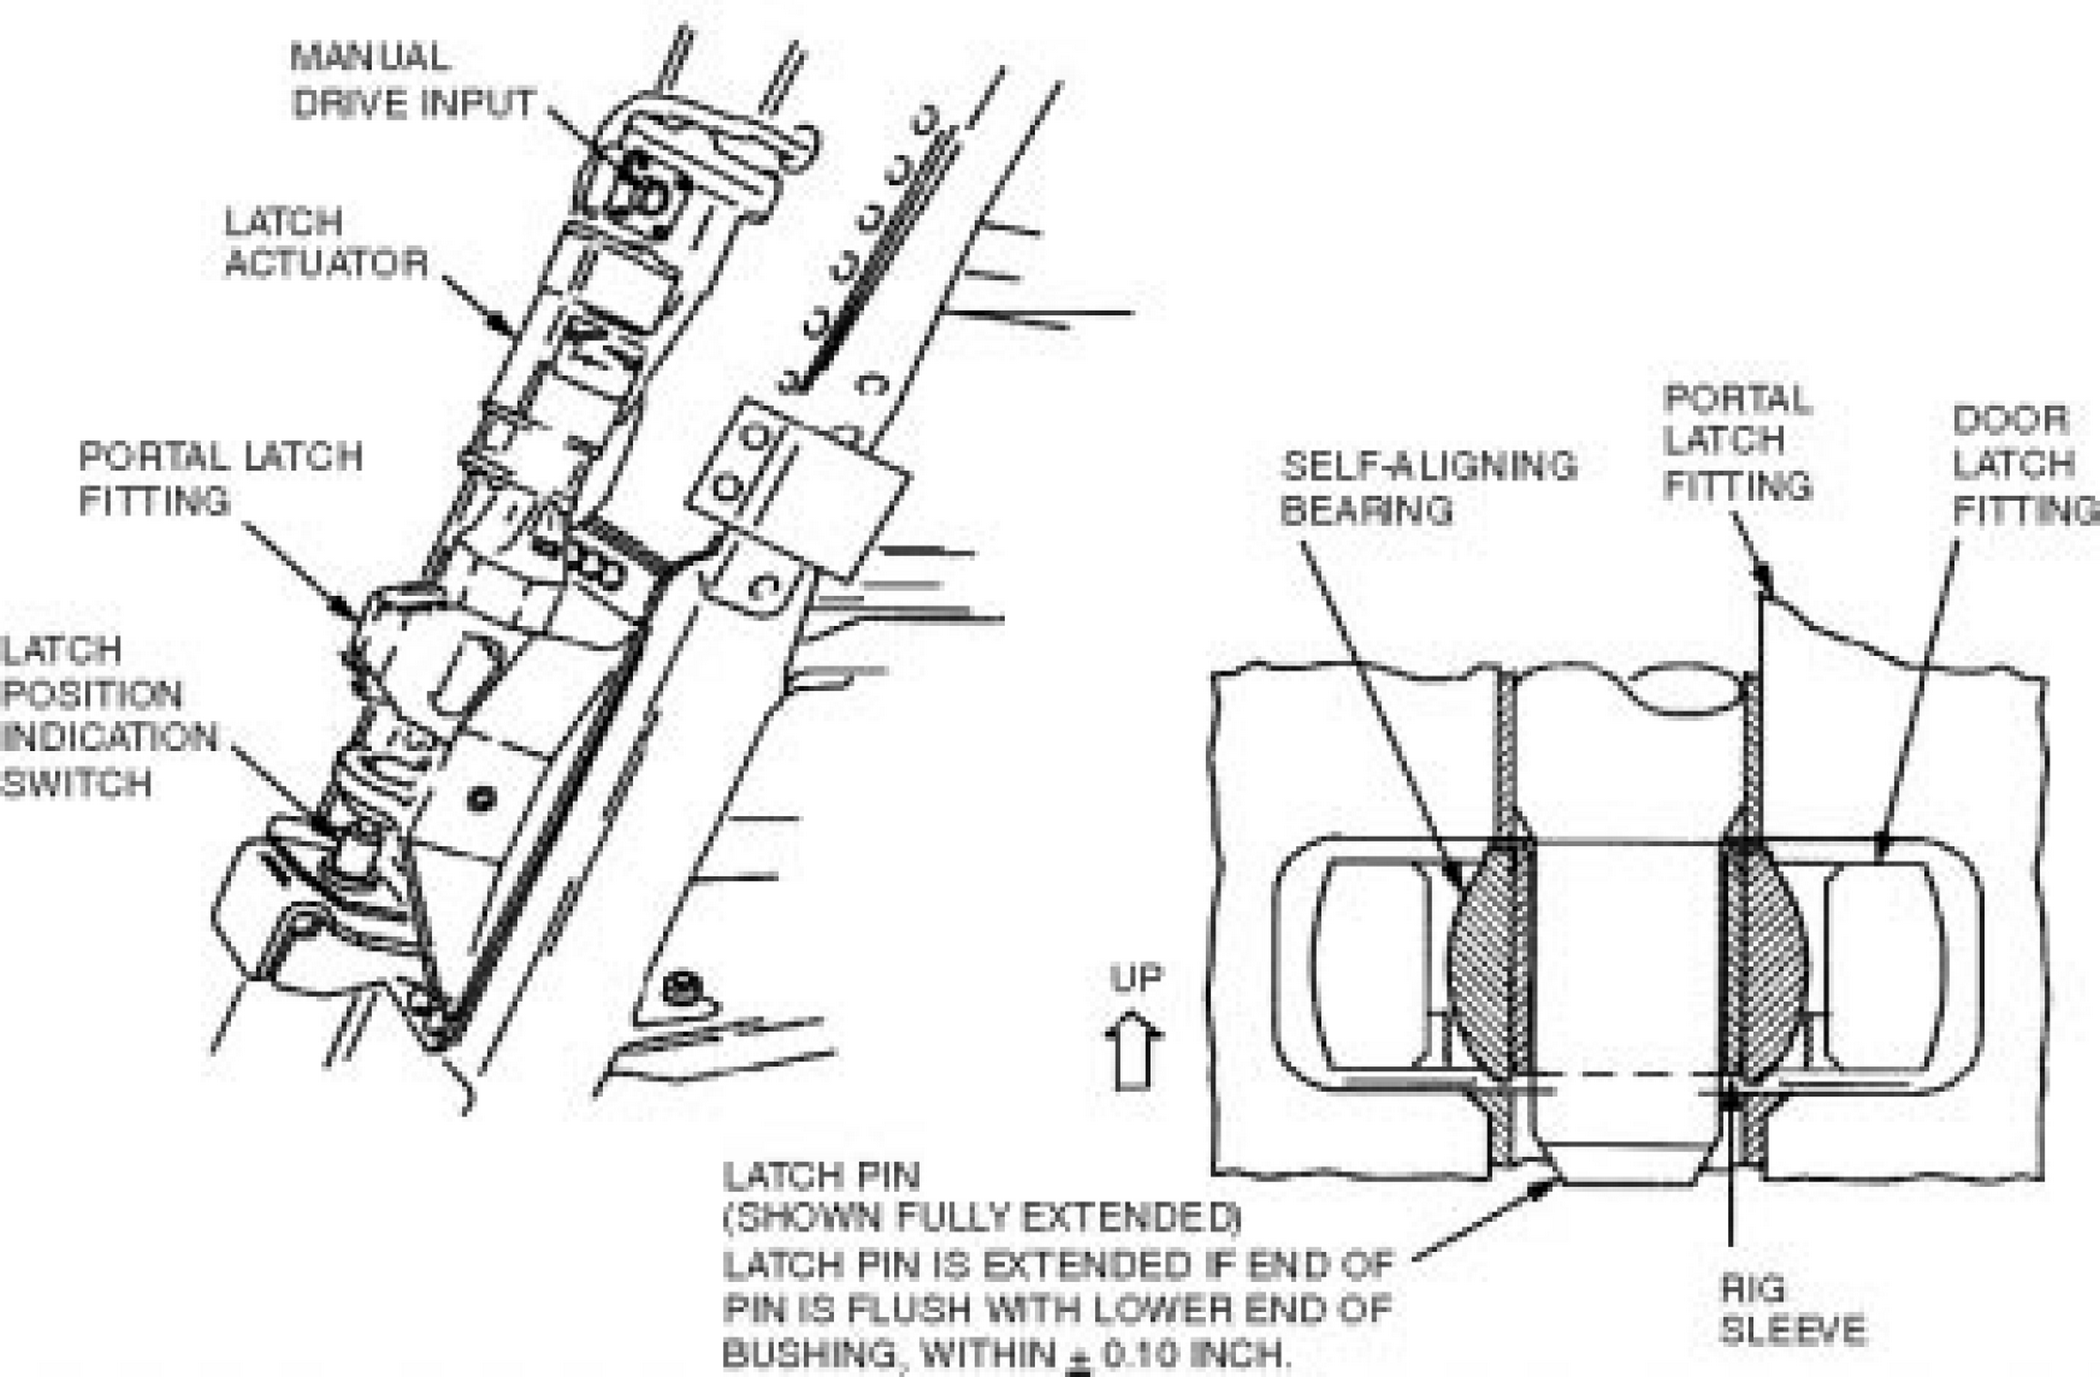 MANUAL
DRIVE INPUT
LATCH
ACTUATOR
PORTAL LATCH
FITTING
LATCH
POSITION
INDICATION
SWITCH
SELF-ALIGNING
BEARING
PORTAL
LATCH
FITTING
DOOR
LATCH
FITTING
UP
LATCH PIN
(SHOWN FULLY EXTENDED)
LATCH PIN IS EXTENDED IF END OF
PIN IS FLUSH WITH LOWER END OF
BUSHING, WITHIN ± 0.10 INCH.
RIG
SLEEVE